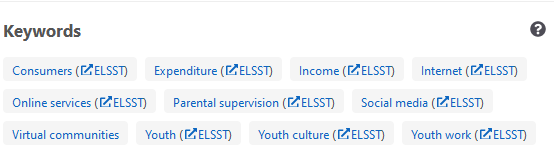 Keywords
Consumers (ELSST) Expenditure (ELSST) Income (ELSST) Internet (ELSST)
Online services (ELSST) Parental supervision (ELSST) Social media (ELSST)
Virtual communities Youth (ELSST) Youth culture (ELSST) Youth work (ELSST)